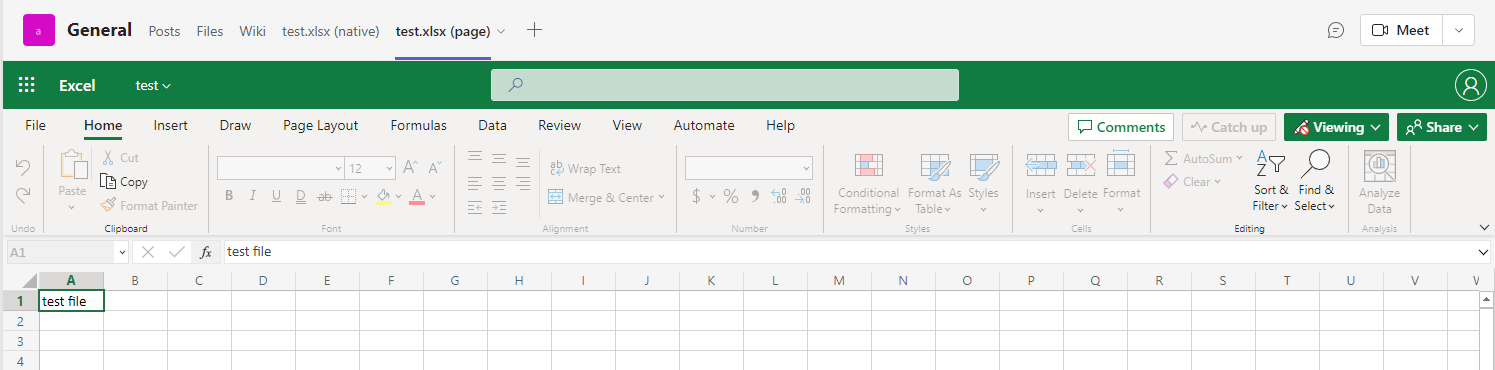 a General Posts Files Wiki test.xlsx (native) test.xlsx (page) Meet
Excel test
File Home Insert Draw Page Layout Formulas Data Review View Automate Help Comments Catch up Viewing Share
Paste Cut
Copy
Format Painter
12
B I U D ab A
Wrap Text
Merge & Center
$ % 9 .00 .00
Conditional Formatting
Format As Table
Styles
Insert Delete Format
AutoSum
Clear
Sort & Filter
Find & Select
Analyze Data
Undo Clipboard Font Alignment Number Styles Cells Editing Analysis
A1 fx test file
A B C D E F G H I J K L M N O P Q R S T U V
1 test file
2
3
4